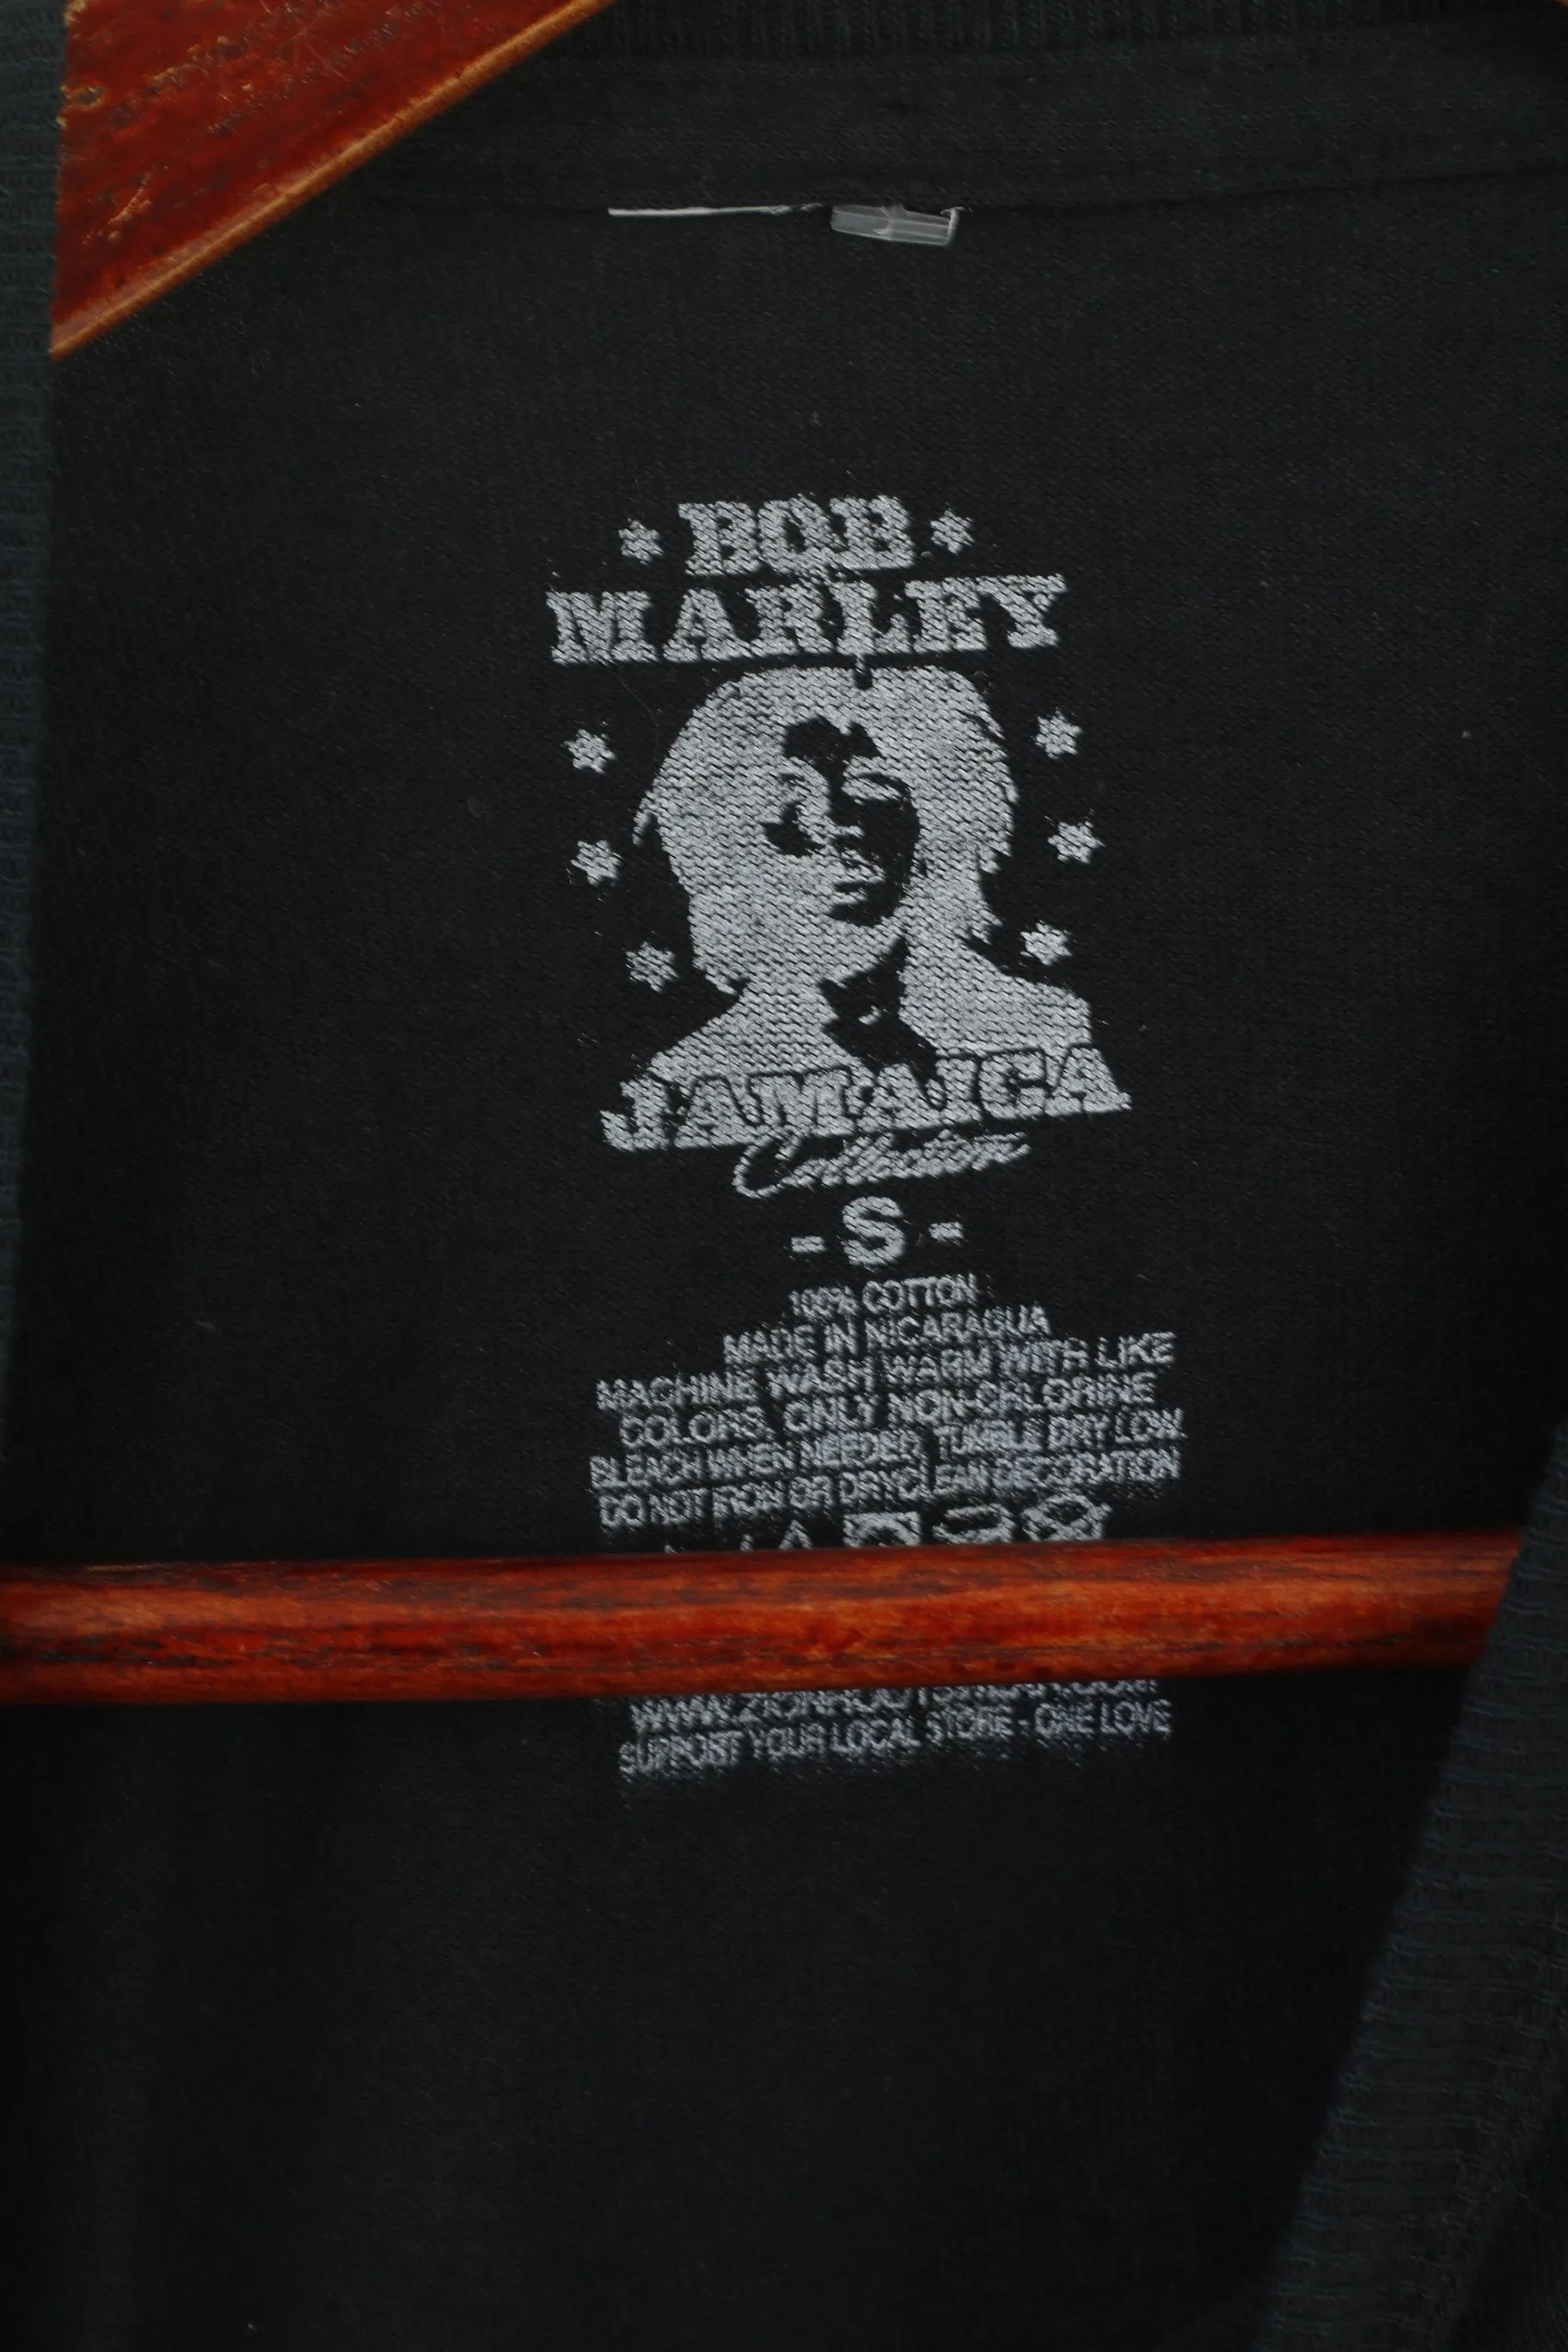 BOB
MARLEY
JAMAICA
Collection
- S -
100% COTTON
MADE IN NICARAGUA
MACHINE WASH WARM WITH LIKE
COLORS, ONLY NON-CHLORINE
BLEACH WHEN NEEDED, TUMBLE DRY LOW
DO NOT IRON OR DRYCLEAN DECORATION
SUPPORT YOUR LOCAL STORE - ONE LOVE